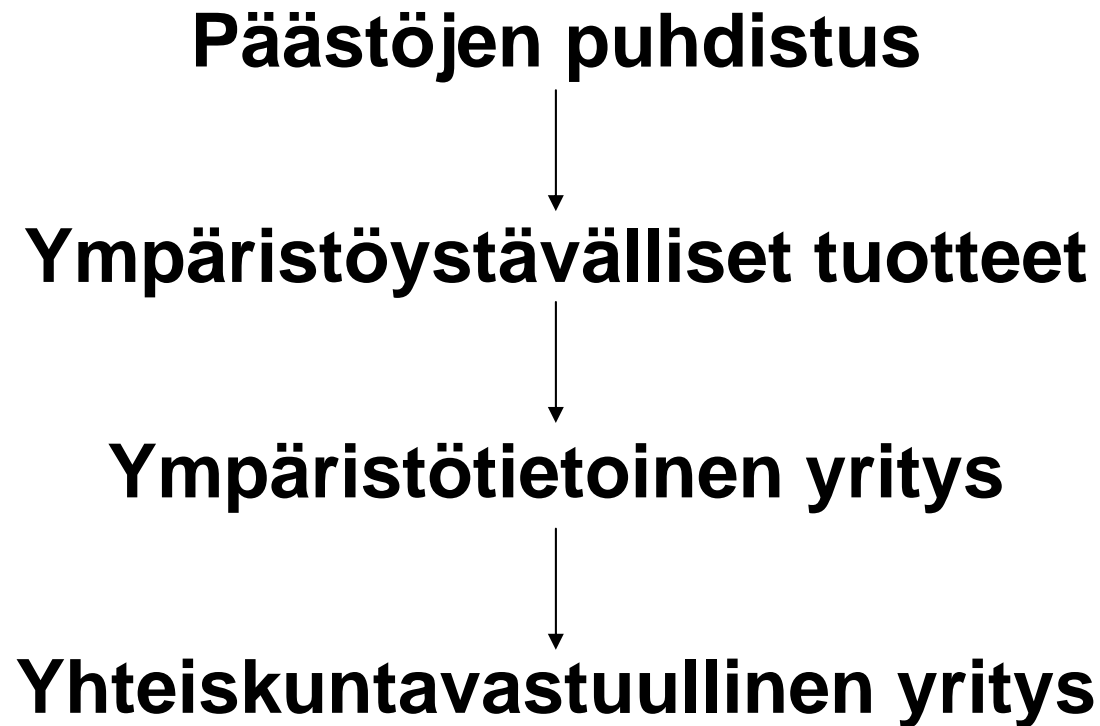 Päästöjen puhdistus
Ympäristöystävälliset tuotteet
Ympäristötietoinen yritys
Yhteiskuntavastuullinen yritys